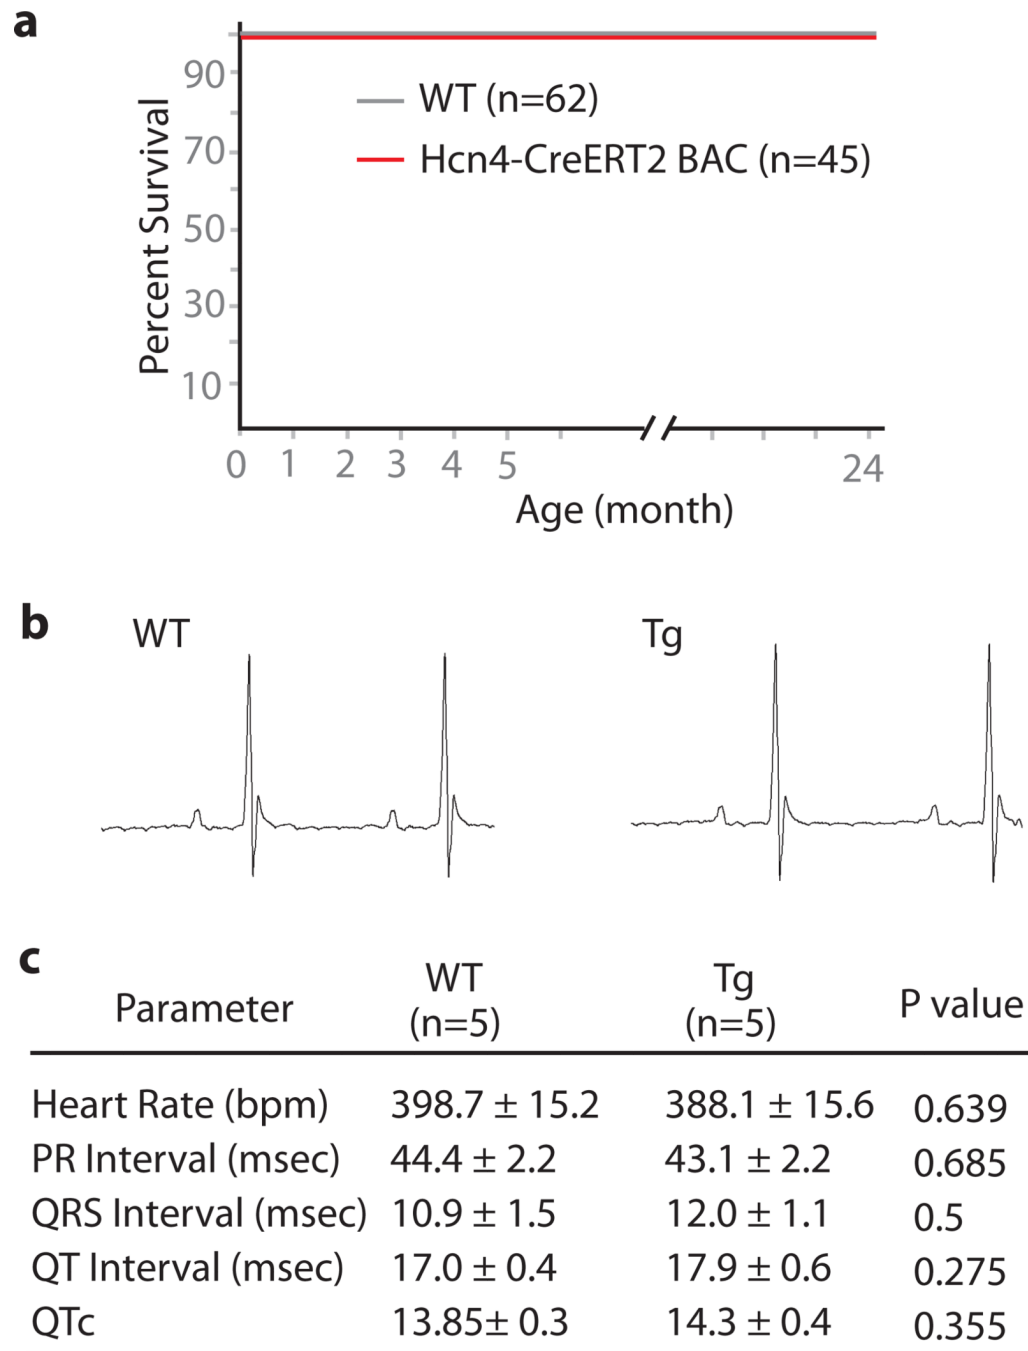 a
Percent Survival
90
70
50
30
10
WT (n=62)
Hcn4-CreERT2 BAC (n=45)
0 1 2 3 4 5 24
Age (month)
b
WT Tg
c
Parameter WT (n=5) Tg (n=5) P value
Heart Rate (bpm) 398.7 ± 15.2 388.1 ± 15.6 0.639
PR Interval (msec) 44.4 ± 2.2 43.1 ± 2.2 0.685
QRS Interval (msec) 10.9 ± 1.5 12.0 ± 1.1 0.5
QT Interval (msec) 17.0 ± 0.4 17.9 ± 0.6 0.275
QTc 13.85± 0.3 14.3 ± 0.4 0.355